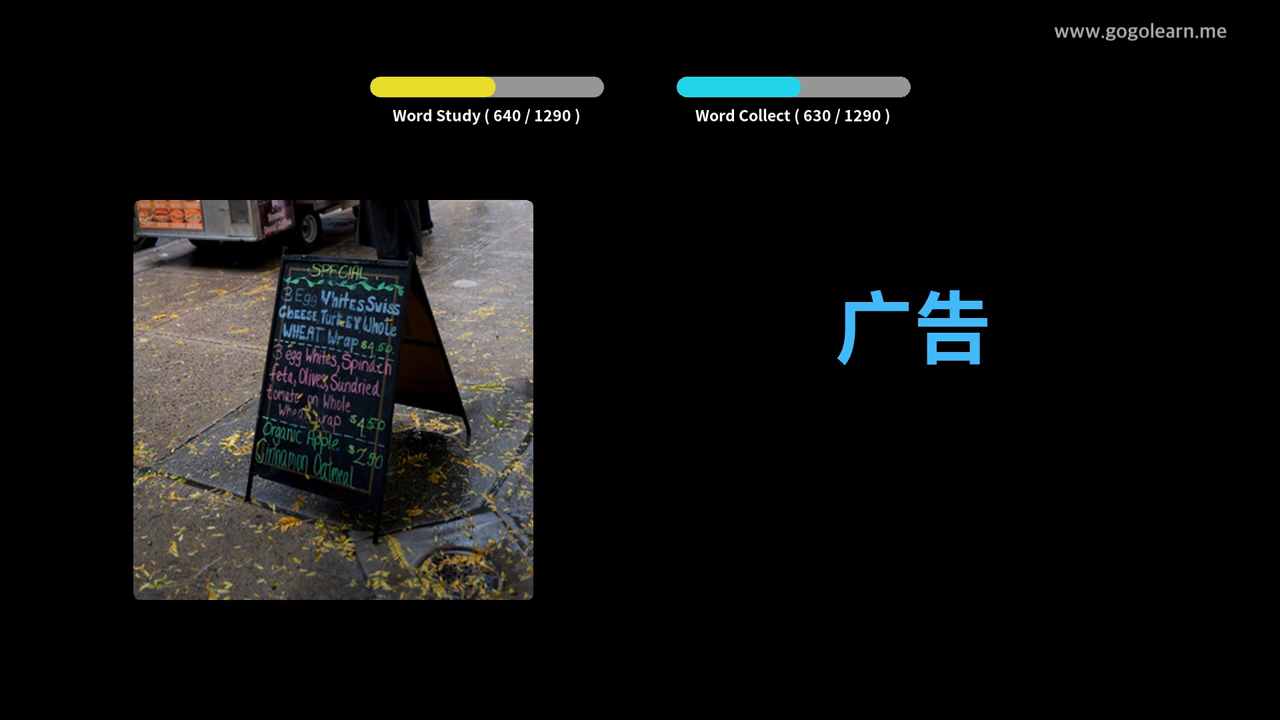 www.gogolearn.me
Word Study ( 640 / 1290 )
Word Collect ( 630 / 1290 )
SPECIAL
3 Egg Whites, Swiss
Cheese, Turkey, Whole
WHEAT Wrap $4.50
3 egg Whites, Spinach
feta, Olives, Sundried
tomato on Whole
Wheat Wrap $4.50
Organic Apple
Cinnamon Oatmeal $2.50
广告